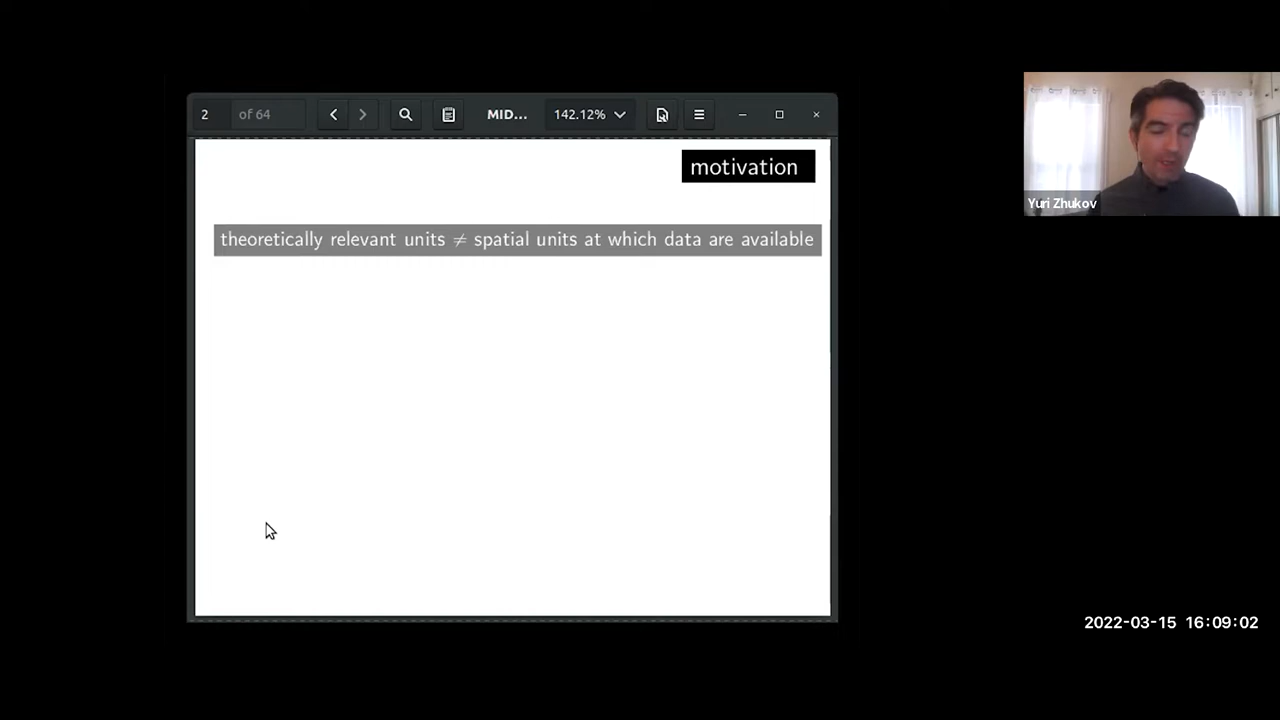 2 of 64 MID... 142.12%
motivation
theoretically relevant units ≠ spatial units at which data are available
Yuri Zhukov
2022-03-15 16:09:02